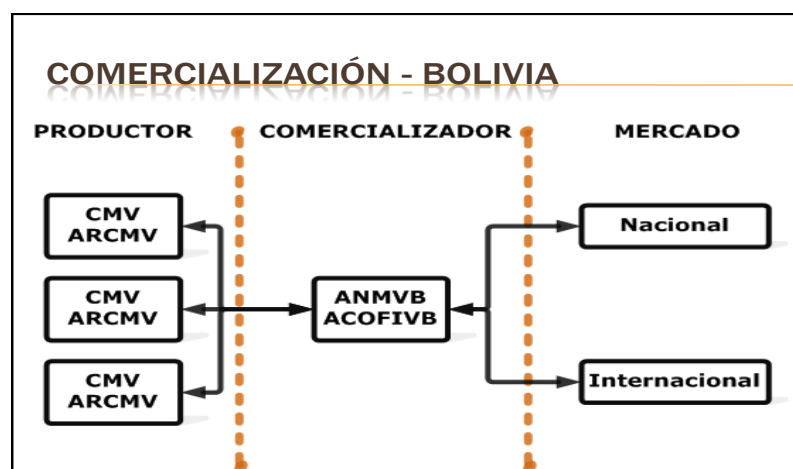 COMERCIALIZACIÓN - BOLIVIA
PRODUCTOR
COMERCIALIZADOR
MERCADO
CMV
ARCMV
CMV
ARCMV
CMV
ARCMV
ANMVB
ACOFIVB
Nacional
Internacional